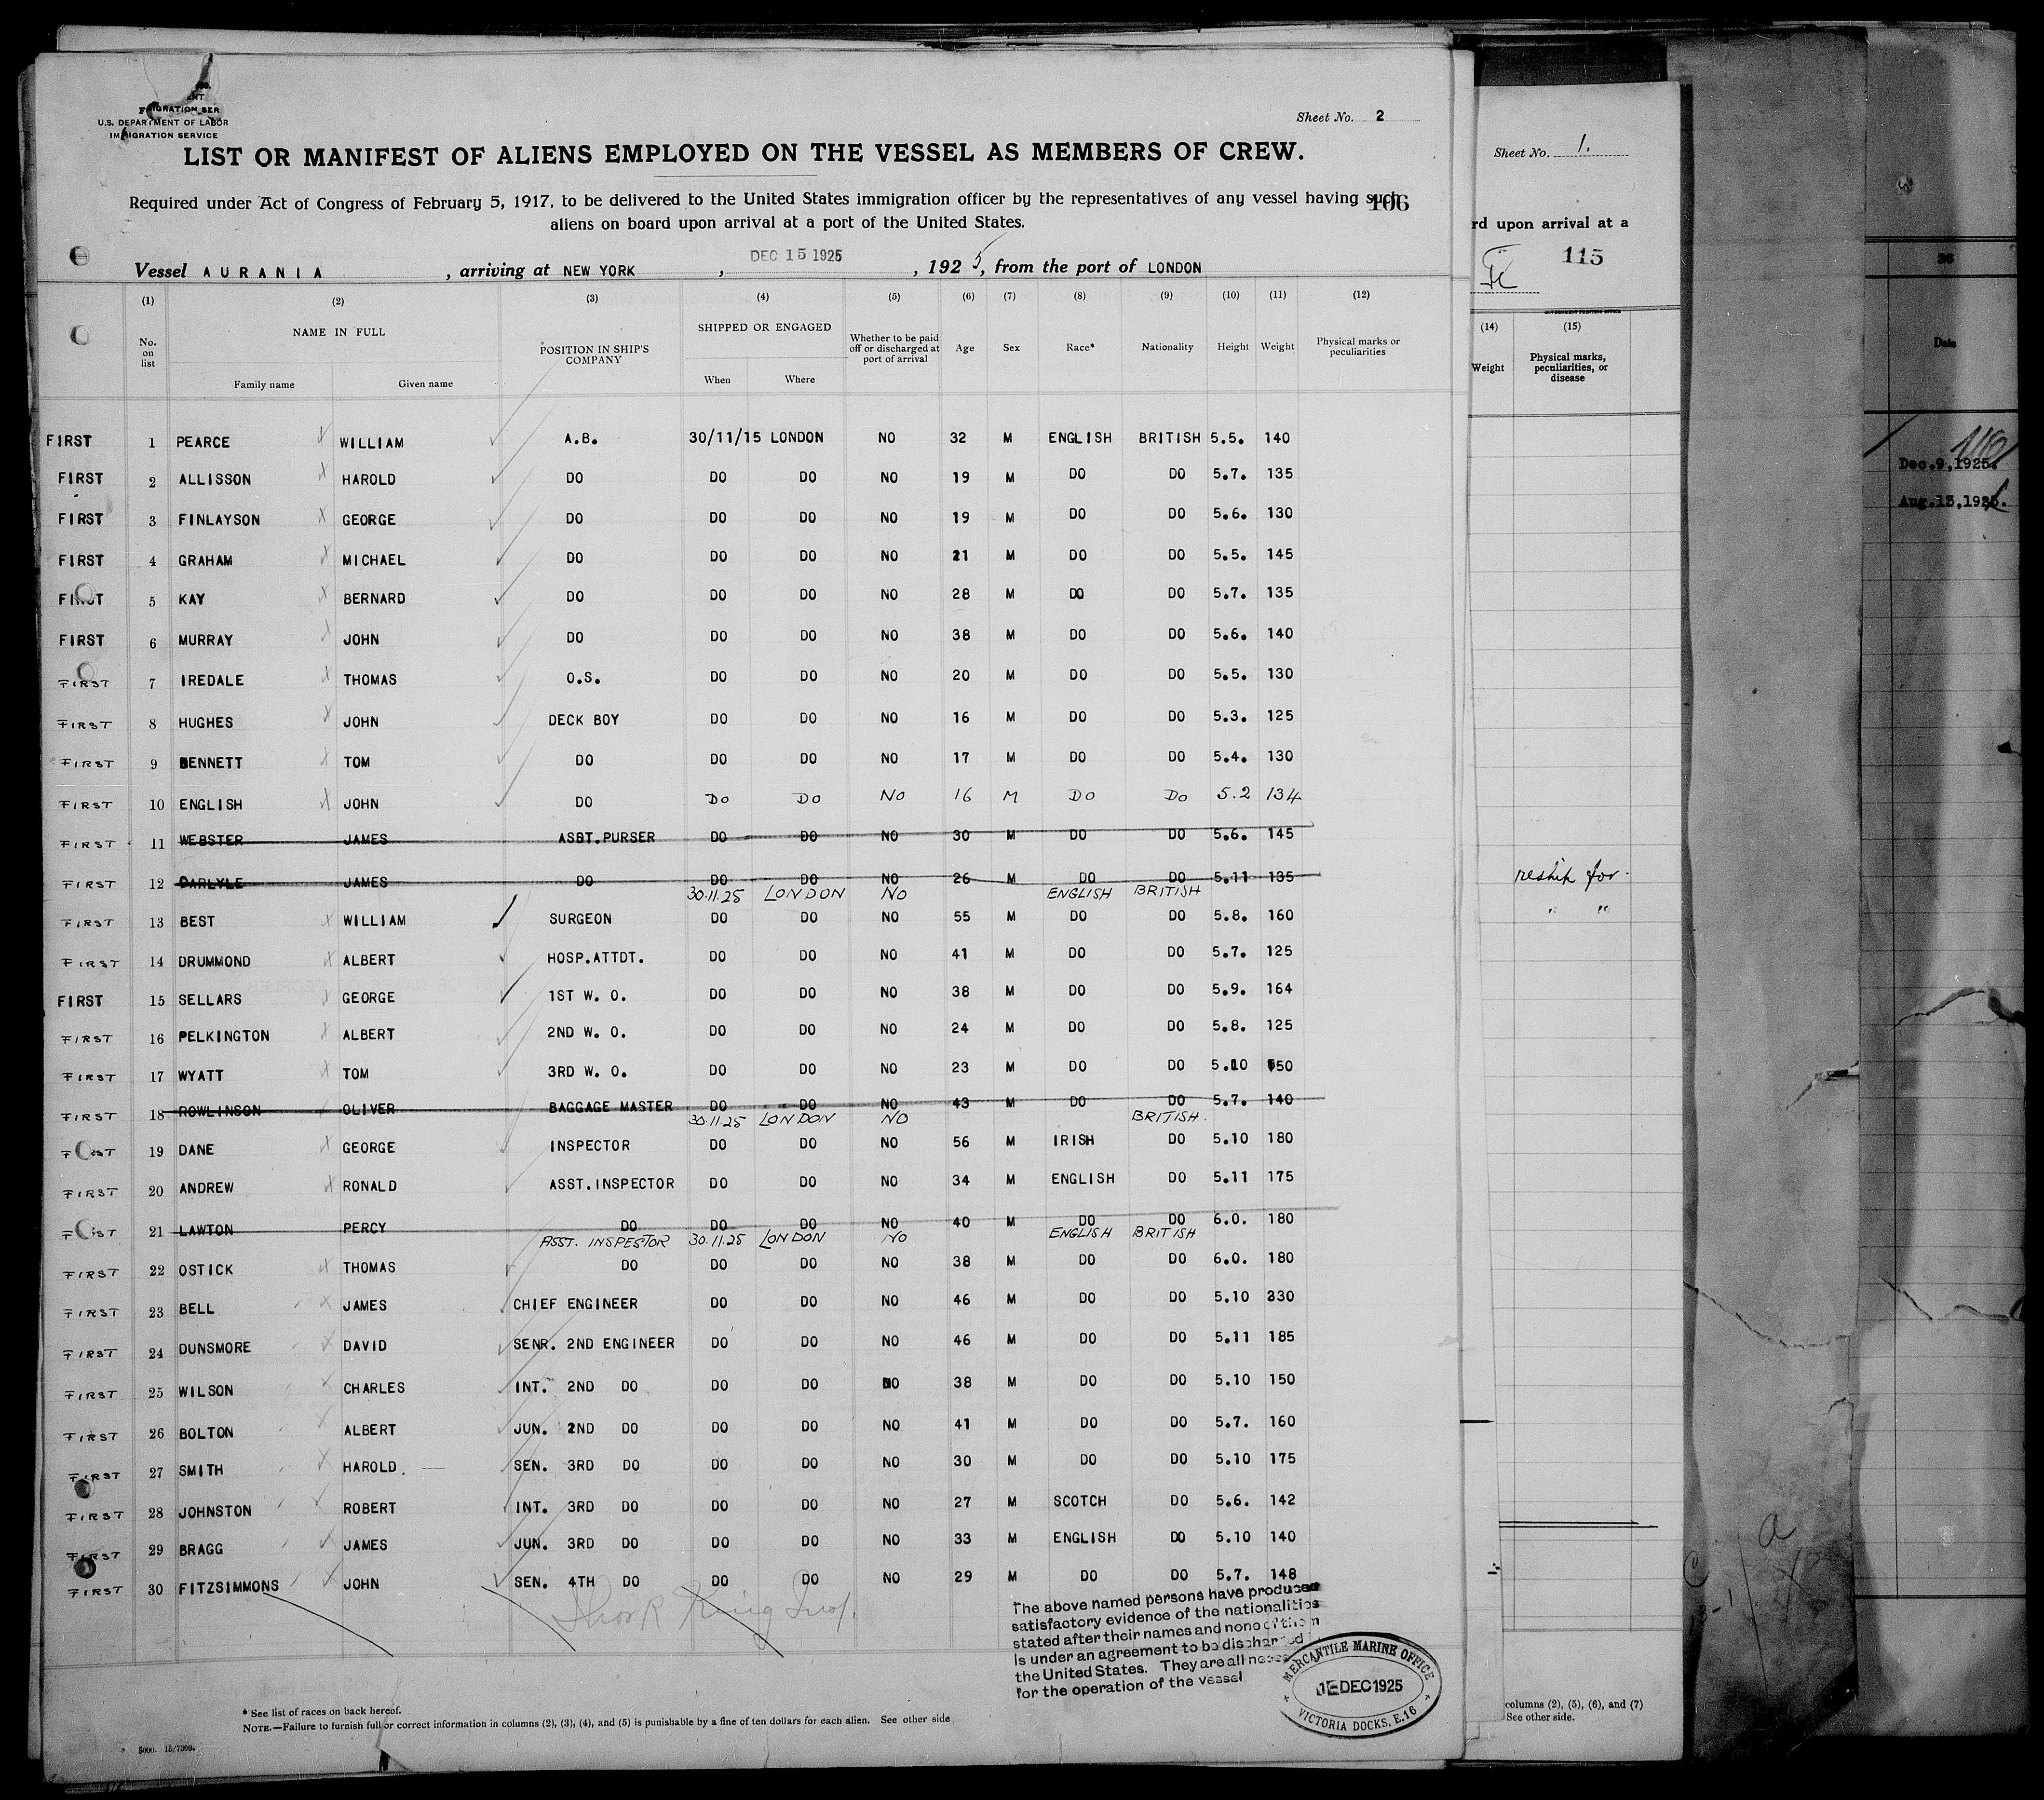 U.S. DEPARTMENT OF LABOR
IMMIGRATION SERVICE
Sheet No. 2
LIST OR MANIFEST OF ALIENS EMPLOYED ON THE VESSEL AS MEMBERS OF CREW.
Required under Act of Congress of February 5, 1917, to be delivered to the United States immigration officer by the representatives of any vessel having such
106
aliens on board upon arrival at a port of the United States.
Vessel AURANIA, arriving at NEW YORK, DEC 15 1925, 1925, from the port of LONDON
(1) (2) (3) (4) (5) (6) (7) (8) (9) (10) (11) (12)
No. on list NAME IN FULL POSITION IN SHIP'S COMPANY SHIPPED OR ENGAGED Whether to be paid off or discharged at port of arrival Age Sex Race* Nationality Height Weight Physical marks or peculiarities
Family name Given name When Where
FIRST 1 PEARCE WILLIAM A.B. 30/11/15 LONDON NO 32 M ENGLISH BRITISH 5.5. 140
FIRST 2 ALLISSON HAROLD DO DO DO NO 19 M DO DO 5.7. 135
FIRST 3 FINLAYSON GEORGE DO DO DO NO 19 M DO DO 5.6. 130
FIRST 4 GRAHAM MICHAEL DO DO DO NO 21 M DO DO 5.5. 145
FIRST 5 KAY BERNARD DO DO DO NO 28 M DO DO 5.7. 135
FIRST 6 MURRAY JOHN DO DO DO NO 38 M DO DO 5.6. 140
FIRST 7 IREDALE THOMAS O.S. DO DO NO 20 M DO DO 5.5. 130
FIRST 8 HUGHES JOHN DECK BOY DO DO NO 16 M DO DO 5.3. 125
FIRST 9 BENNETT TOM DO DO DO NO 17 M DO DO 5.4. 130
FIRST 10 ENGLISH JOHN DO DO DO NO 16 M DO DO 5.2 134
FIRST 11 WEBSTER JAMES ASBT.PURSER DO DO NO 30 M DO DO 5.6. 145
FIRST 12 CARLYLE JAMES DO DO DO NO 26 M DO DO 5.11 135
30.11.25 LONDON NO ENGLISH BRITISH
FIRST 13 BEST WILLIAM SURGEON DO DO NO 55 M DO DO 5.8. 160
FIRST 14 DRUMMOND ALBERT HOSP.ATTDT. DO DO NO 41 M DO DO 5.7. 125
FIRST 15 SELLARS GEORGE 1ST W. O. DO DO NO 38 M DO DO 5.9. 164
FIRST 16 PELKINGTON ALBERT 2ND W. O. DO DO NO 24 M DO DO 5.8. 125
FIRST 17 WYATT TOM 3RD W. O. DO DO NO 23 M DO DO 5.10 150
FIRST 18 ROWLINSON OLIVER BAGGAGE MASTER DO DO NO 43 M DO DO 5.7. 140
30.11.25 LONDON NO BRITISH.
FIRST 19 DANE GEORGE INSPECTOR DO DO NO 56 M IRISH DO 5.10 180
FIRST 20 ANDREW RONALD ASST.INSPECTOR DO DO NO 34 M ENGLISH DO 5.11 175
FIRST 21 LAWTON PERCY DO DO DO NO 40 M DO DO 6.0. 180
ASST. INSPESTOR 30.11.25 LONDON NO ENGLISH BRITISH
FIRST 22 OSTICK THOMAS DO DO DO NO 38 M DO DO 6.0. 180
FIRST 23 BELL JAMES CHIEF ENGINEER DO DO NO 46 M DO DO 5.10 230
FIRST 24 DUNSMORE DAVID SENR. 2ND ENGINEER DO DO NO 46 M DO DO 5.11 185
FIRST 25 WILSON CHARLES INT. 2ND DO DO DO NO 38 M DO DO 5.10 150
FIRST 26 BOLTON ALBERT JUN. 2ND DO DO DO NO 41 M DO DO 5.7. 160
FIRST 27 SMITH HAROLD. SEN. 3RD DO DO DO NO 30 M DO DO 5.10 175
FIRST 28 JOHNSTON ROBERT INT. 3RD DO DO DO NO 27 M SCOTCH DO 5.6. 142
FIRST 29 BRAGG JAMES JUN. 3RD DO DO DO NO 33 M ENGLISH DO 5.10 140
FIRST 30 FITZSIMMONS JOHN SEN. 4TH DO DO DO NO 29 M DO DO 5.7. 148
The above named persons have produced
satisfactory evidence of the nationalities
stated after their names and none of them
is under an agreement to be discharged
the United States. They are all
for the operation of the vessel
MERCANTILE MARINE OFFICE
DEC 1925
VICTORIA DOCKS, E.16
* See list of races on back hereof.
NOTE.—Failure to furnish full or correct information in columns (2), (3), (4), and (5) is punishable by a fine of ten dollars for each alien. See other side
5000. 15/7309.
Sheet No. 1.
rd upon arrival at a
115
(14) (15)
Weight Physical marks, peculiarities, or disease
reship for
" "
columns (2), (5), (6), and (7)
See other side.
36
Date
Dec.9,1925.
Aug.13,1925.